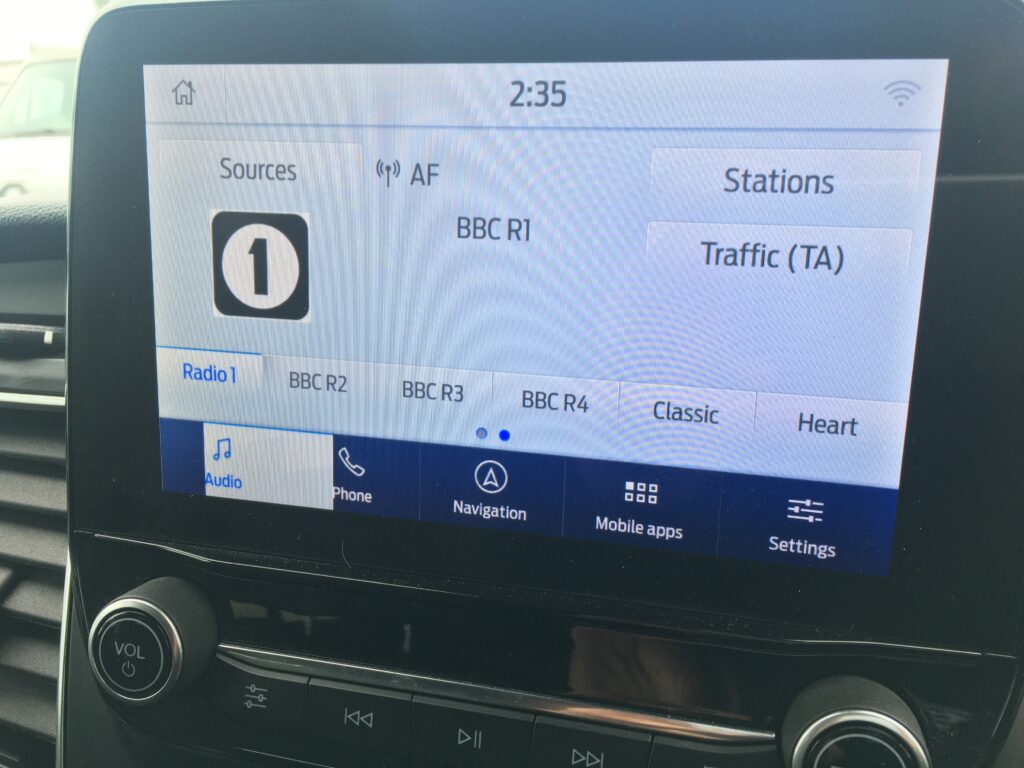 2:35
Sources
AF
Stations
BBC R1
1
Traffic (TA)
Radio 1
BBC R2
BBC R3
BBC R4
Classic
Heart
Audio
Phone
Navigation
Mobile apps
Settings
VOL